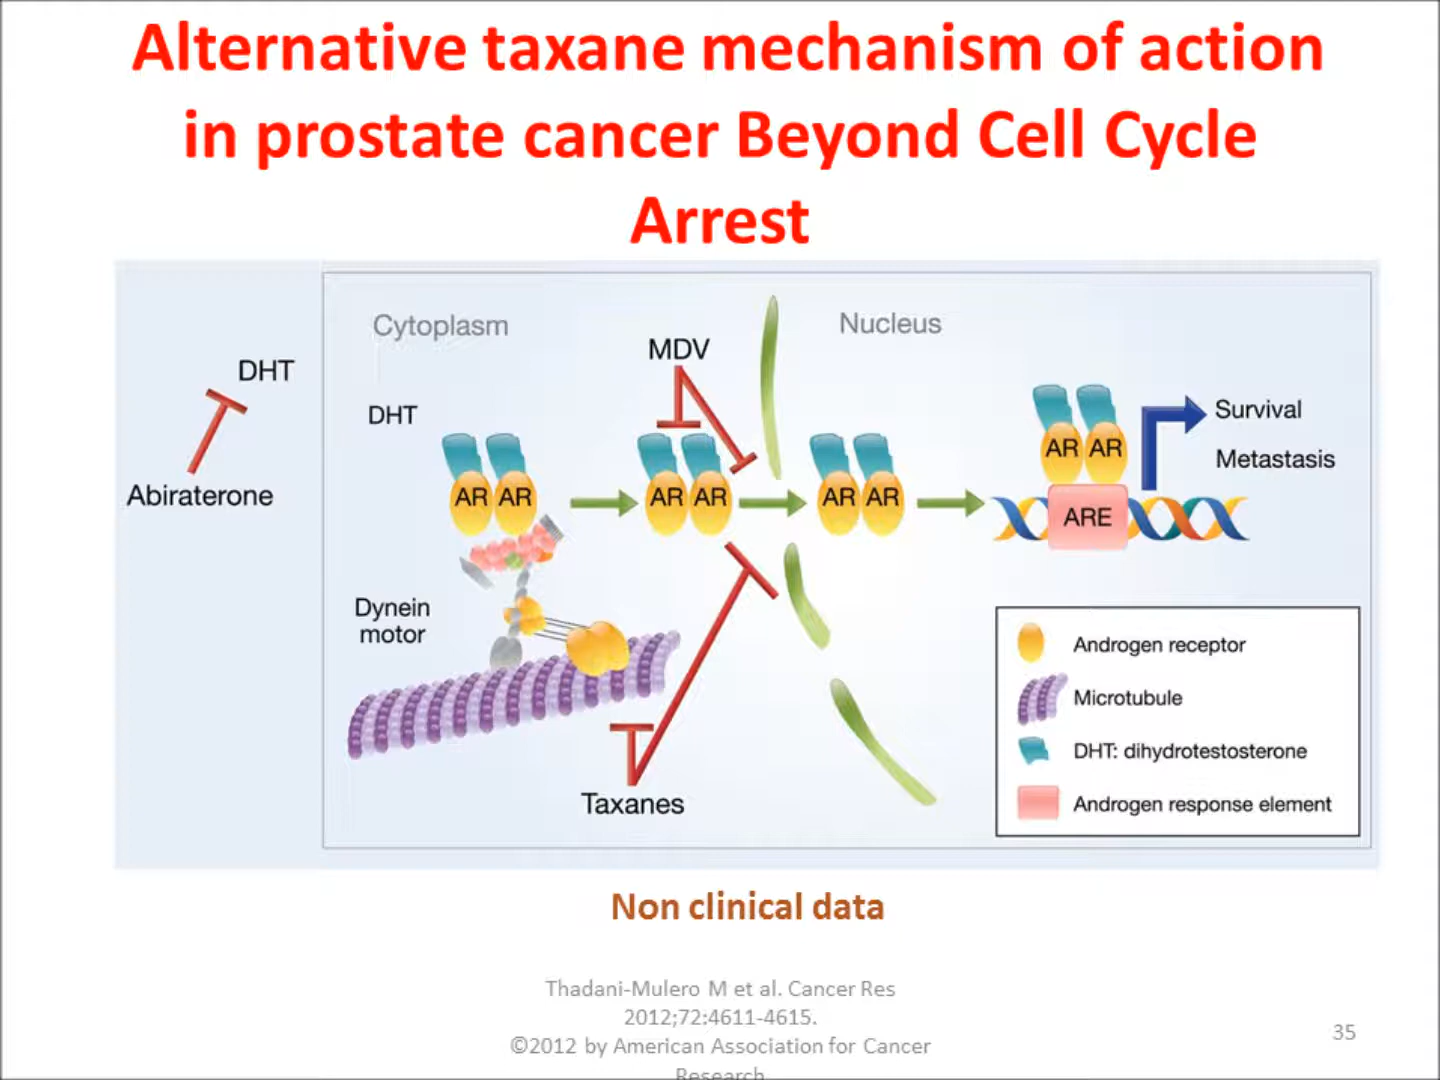 Alternative taxane mechanism of action
in prostate cancer Beyond Cell Cycle
Arrest
Cytoplasm
Nucleus
MDV
DHT
DHT
Survival
Metastasis
Abiraterone
AR AR
AR AR
AR AR
AR AR
ARE
Dynein
motor
Taxanes
Androgen receptor
Microtubule
DHT: dihydrotestosterone
Androgen response element
Non clinical data
Thadani-Mulero M et al. Cancer Res
2012;72:4611-4615.
©2012 by American Association for Cancer
Research
35